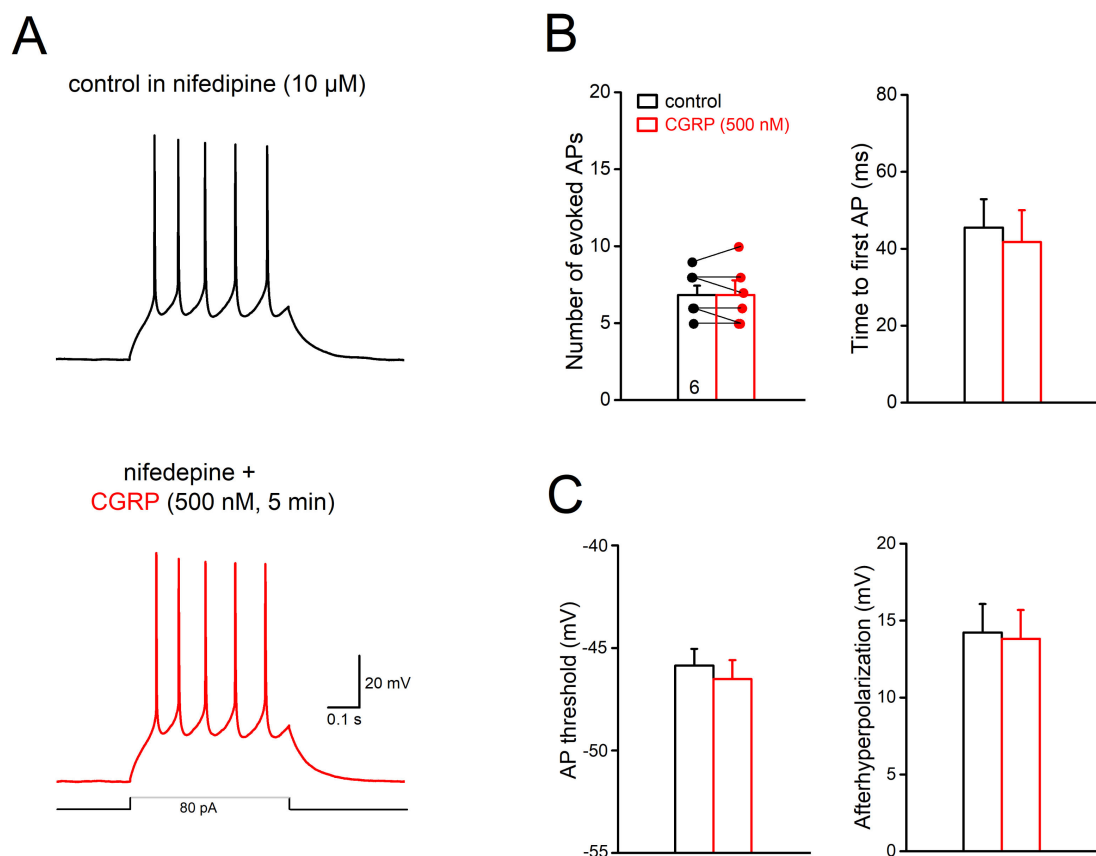 A
control in nifedipine (10 µM)
nifedepine +
CGRP (500 nM, 5 min)
20 mV
0.1 s
80 pA
B
Number of evoked APs
20
15
10
5
0
control
CGRP (500 nM)
6
Time to first AP (ms)
80
60
40
20
0
C
AP threshold (mV)
-40
-45
-50
-55
Afterhyperpolarization (mV)
20
15
10
5
0